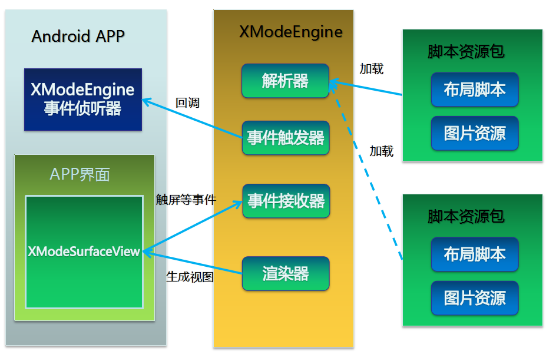 Android APP
XModeEngine
事件侦听器
APP界面
XModeSurfaceView
回调
触屏等事件
生成视图
XModeEngine
解析器
事件触发器
事件接收器
渲染器
加载
加载
脚本资源包
布局脚本
图片资源
脚本资源包
布局脚本
图片资源